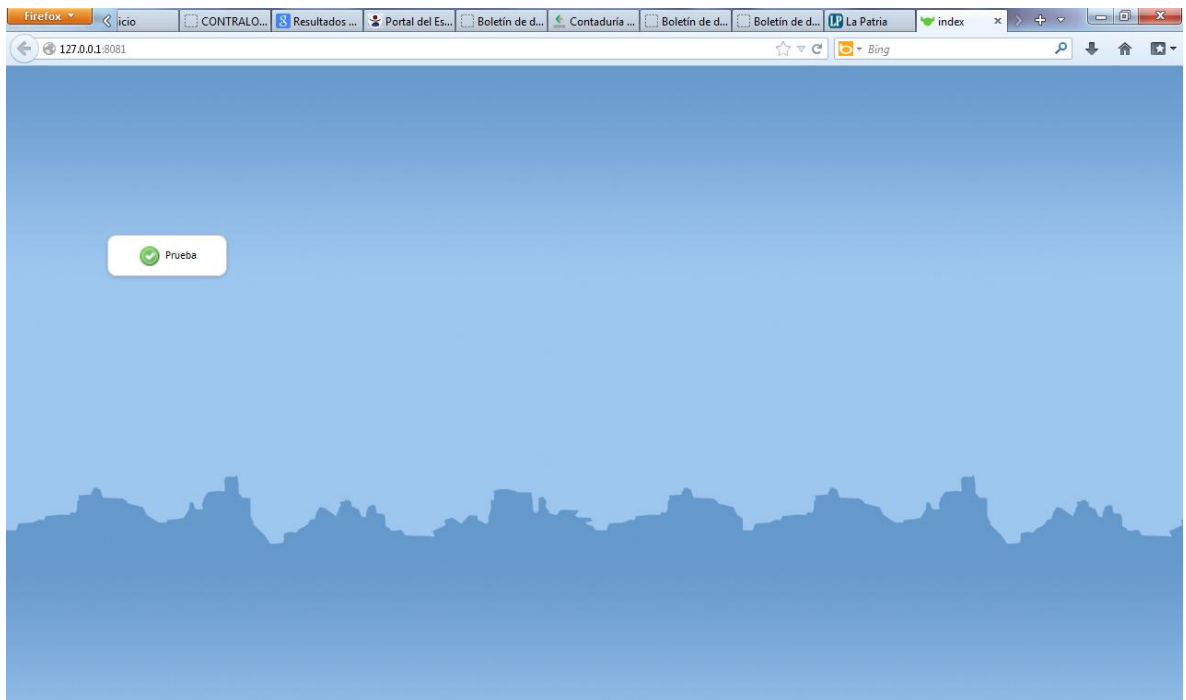 Firefox
icio
CONTRALO...
Resultados ...
Portal del Es...
Boletín de d...
Contaduría ...
Boletín de d...
Boletín de d...
LP La Patria
index
127.0.0.1:8081
Bing
Prueba